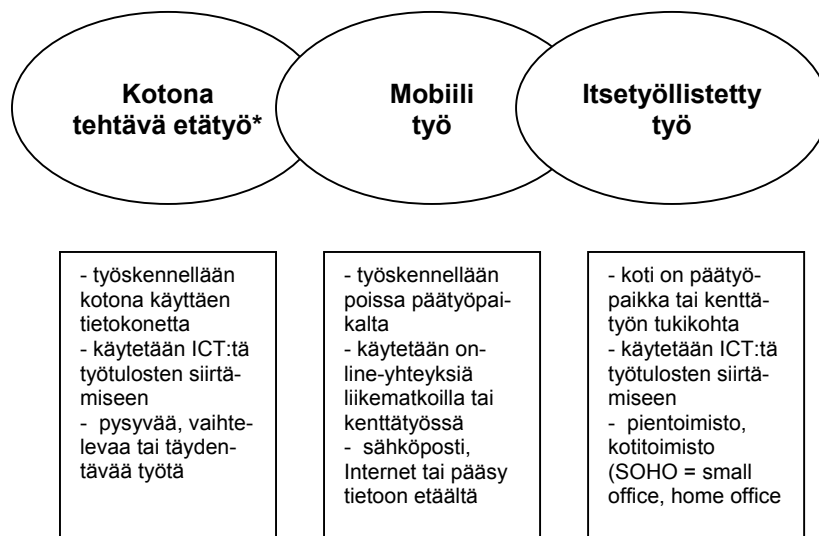 Kotona
tehtävä etätyö*
Mobiili
työ
Itsetyöllistetty
työ
- työskennellään
kotona käyttäen
tietokonetta
- käytetään ICT:tä
työtulosten siirtä-
miseen
- pysyvää, vaihte-
levaa tai täyden-
tävää työtä
- työskennellään
poissa päätyöpai-
kalta
- käytetään on-
line-yhteyksiä
liikematkoilla tai
kenttätyössä
- sähköposti,
Internet tai pääsy
tietoon etäältä
- koti on päätyö-
paikka tai kenttä-
työn tukikohta
- käytetään ICT:tä
työtulosten siirtä-
miseen
- pientoimisto,
kotitoimisto
(SOHO = small
office, home office